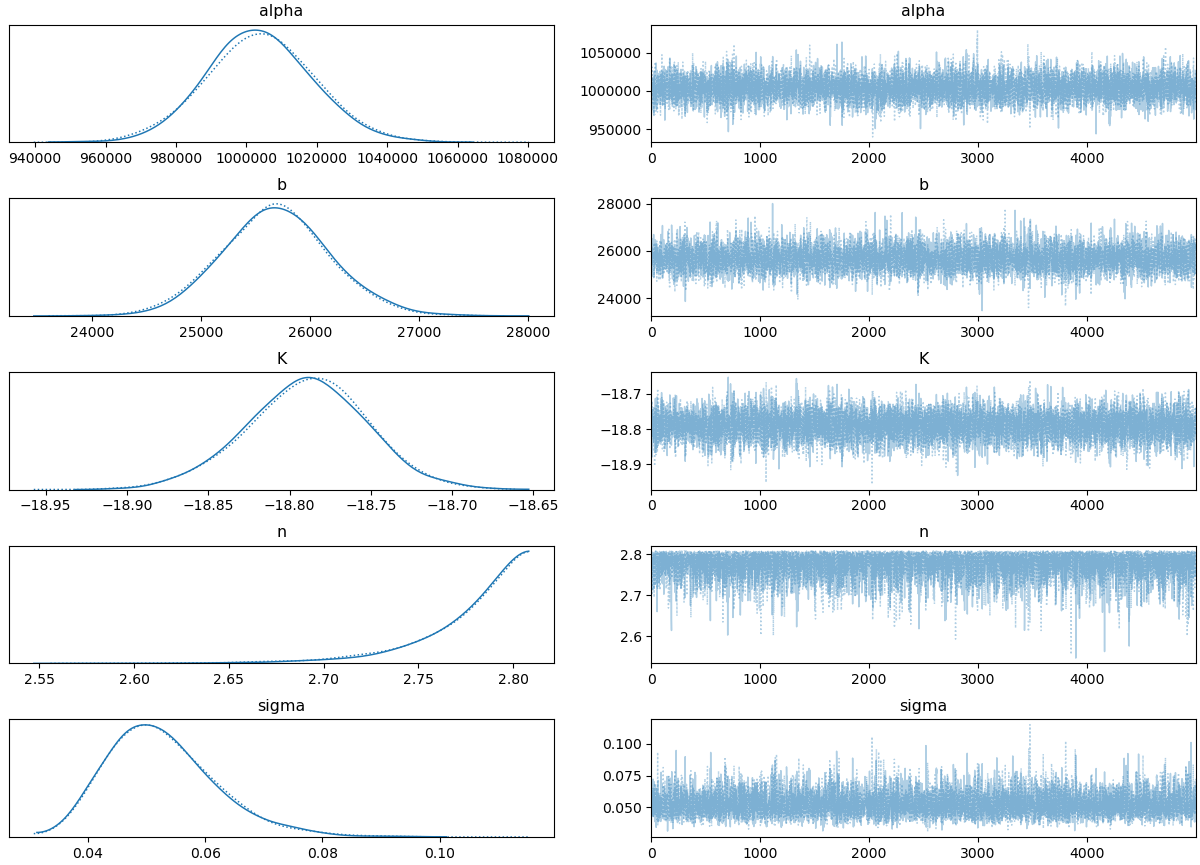 alpha
alpha
940000 960000 980000 1000000 1020000 1040000 1060000 1080000
1050000
1000000
950000
0 1000 2000 3000 4000
b
b
24000 25000 26000 27000 28000
28000
26000
24000
0 1000 2000 3000 4000
K
K
−18.95 −18.90 −18.85 −18.80 −18.75 −18.70 −18.65
−18.7
−18.8
−18.9
0 1000 2000 3000 4000
n
n
2.55 2.60 2.65 2.70 2.75 2.80
2.8
2.7
2.6
0 1000 2000 3000 4000
sigma
sigma
0.04 0.06 0.08 0.10
0.100
0.075
0.050
0 1000 2000 3000 4000